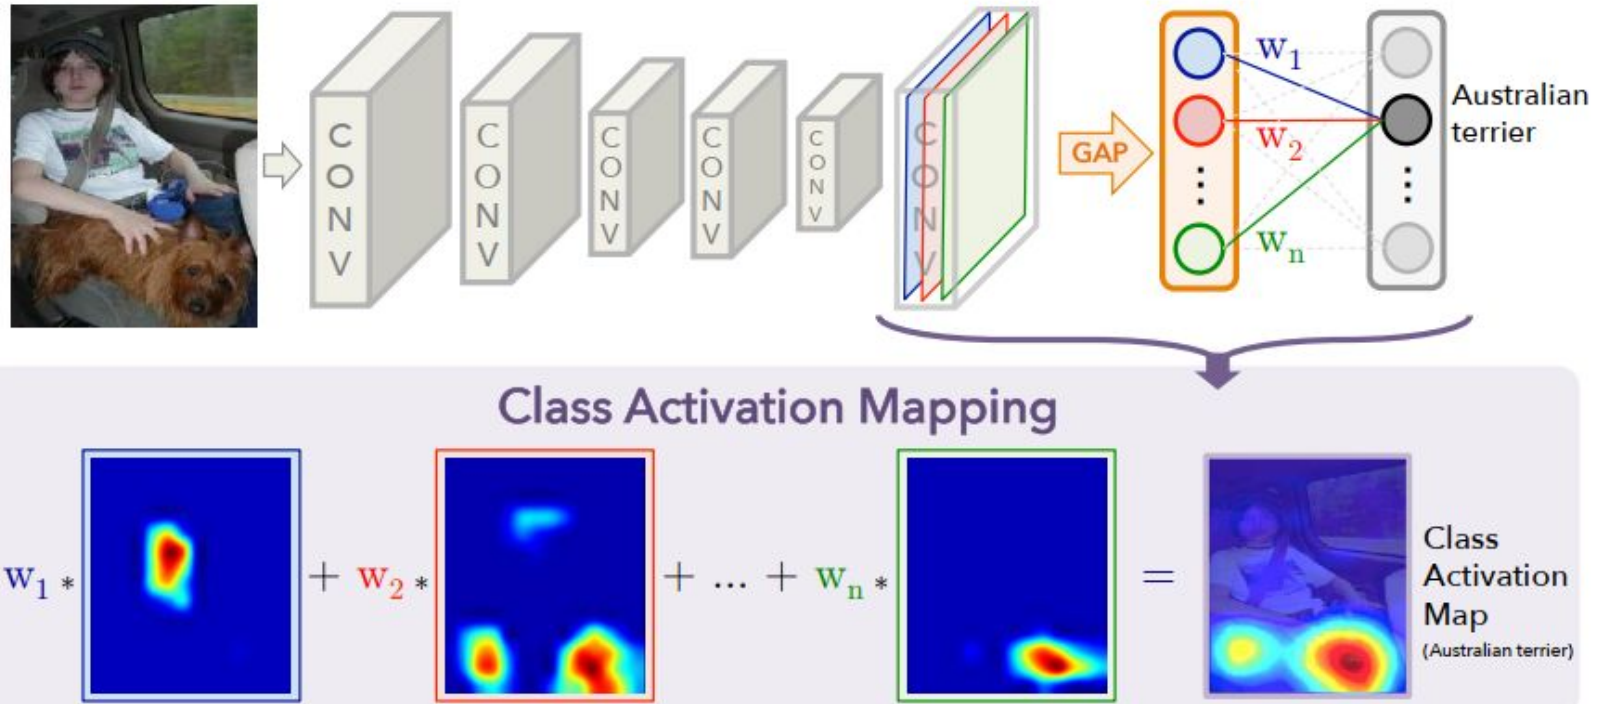 CONV
CONV
CONV
CONV
CONV
CONV
GAP
w1
w2
⋮
wn
⋮
Australian
terrier
Class Activation Mapping
w1 * + w2 * + ... + wn * =
Class
Activation
Map
(Australian terrier)